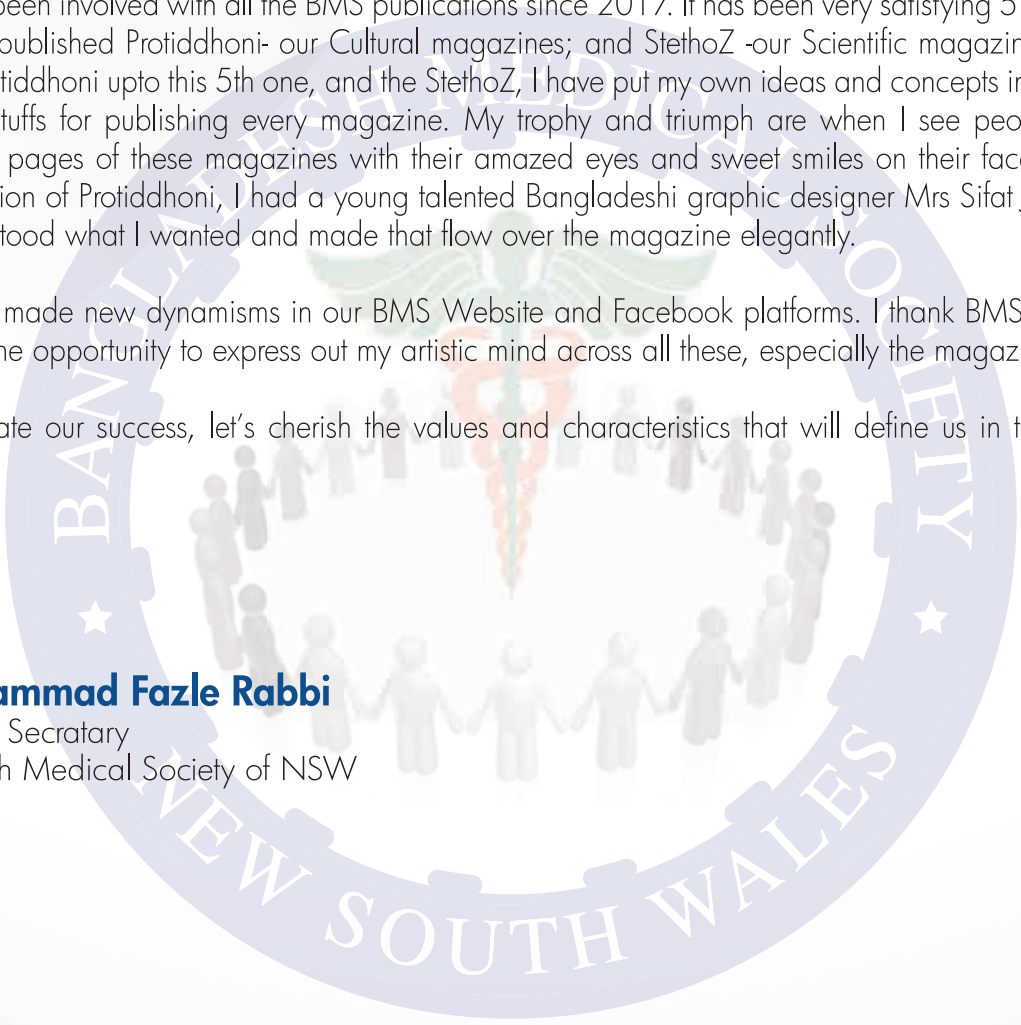 been involved with all the BMS publications since 2017. It has been very satisfying 5
published Protiddhoni- our Cultural magazines; and StethoZ -our Scientific magazin
tiddhoni upto this 5th one, and the StethoZ, I have put my own ideas and concepts in
tuffs for publishing every magazine. My trophy and triumph are when I see peo
pages of these magazines with their amazed eyes and sweet smiles on their fac
ion of Protiddhoni, I had a young talented Bangladeshi graphic designer Mrs Sifat J
tood what I wanted and made that flow over the magazine elegantly.
made new dynamisms in our BMS Website and Facebook platforms. I thank BMS
ne opportunity to express out my artistic mind across all these, especially the magaz
ate our success, let's cherish the values and characteristics that will define us in t
ammad Fazle Rabbi
Secratary
h Medical Society of NSW
BANGLADESH MEDICAL SOCIETY
NEW SOUTH WALES